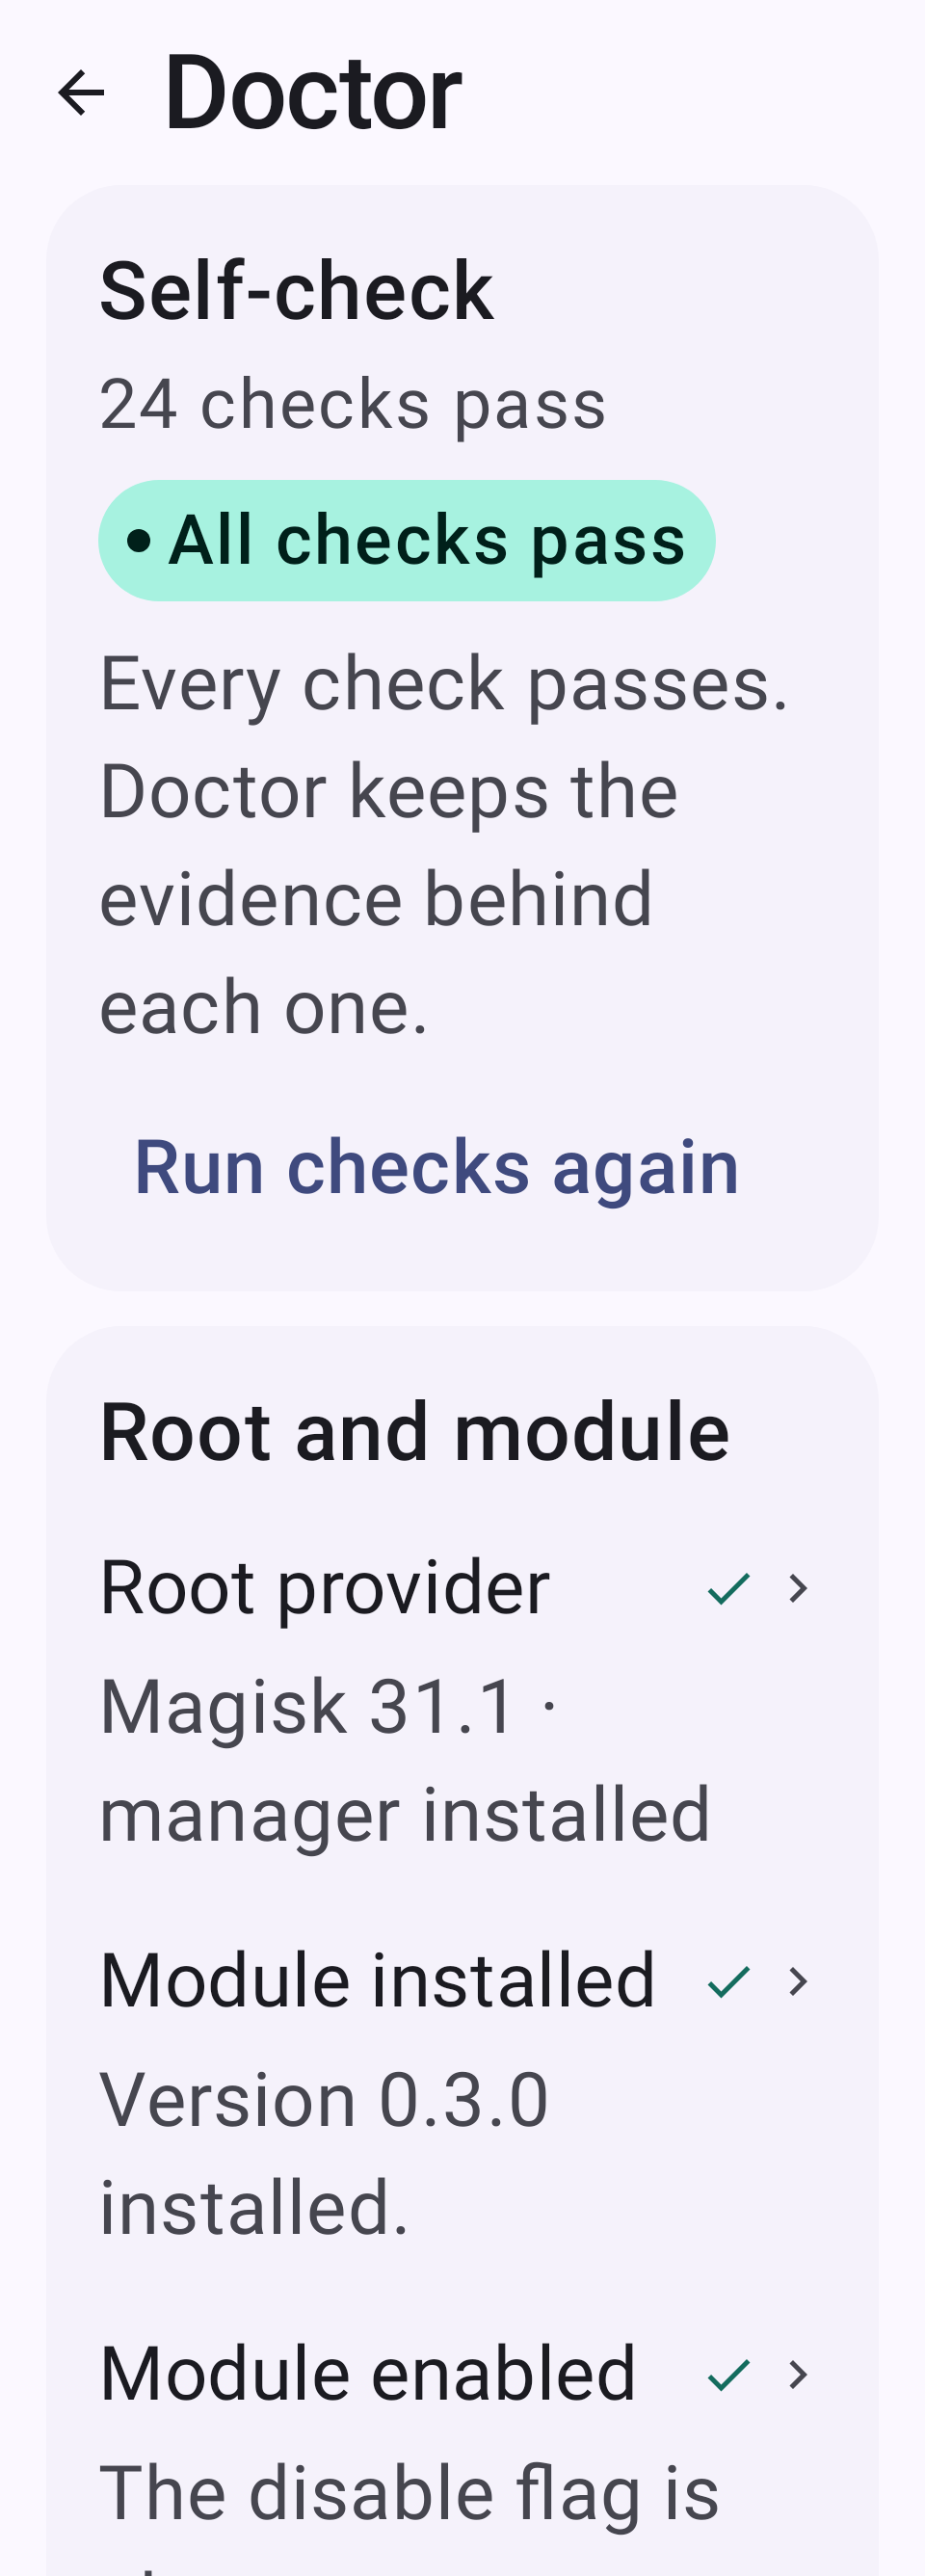 Doctor
Self-check
24 checks pass
All checks pass
Every check passes.
Doctor keeps the
evidence behind
each one.
Run checks again
Root and module
Root provider
Magisk 31.1 ·
manager installed
Module installed
Version 0.3.0
installed.
Module enabled
The disable flag is